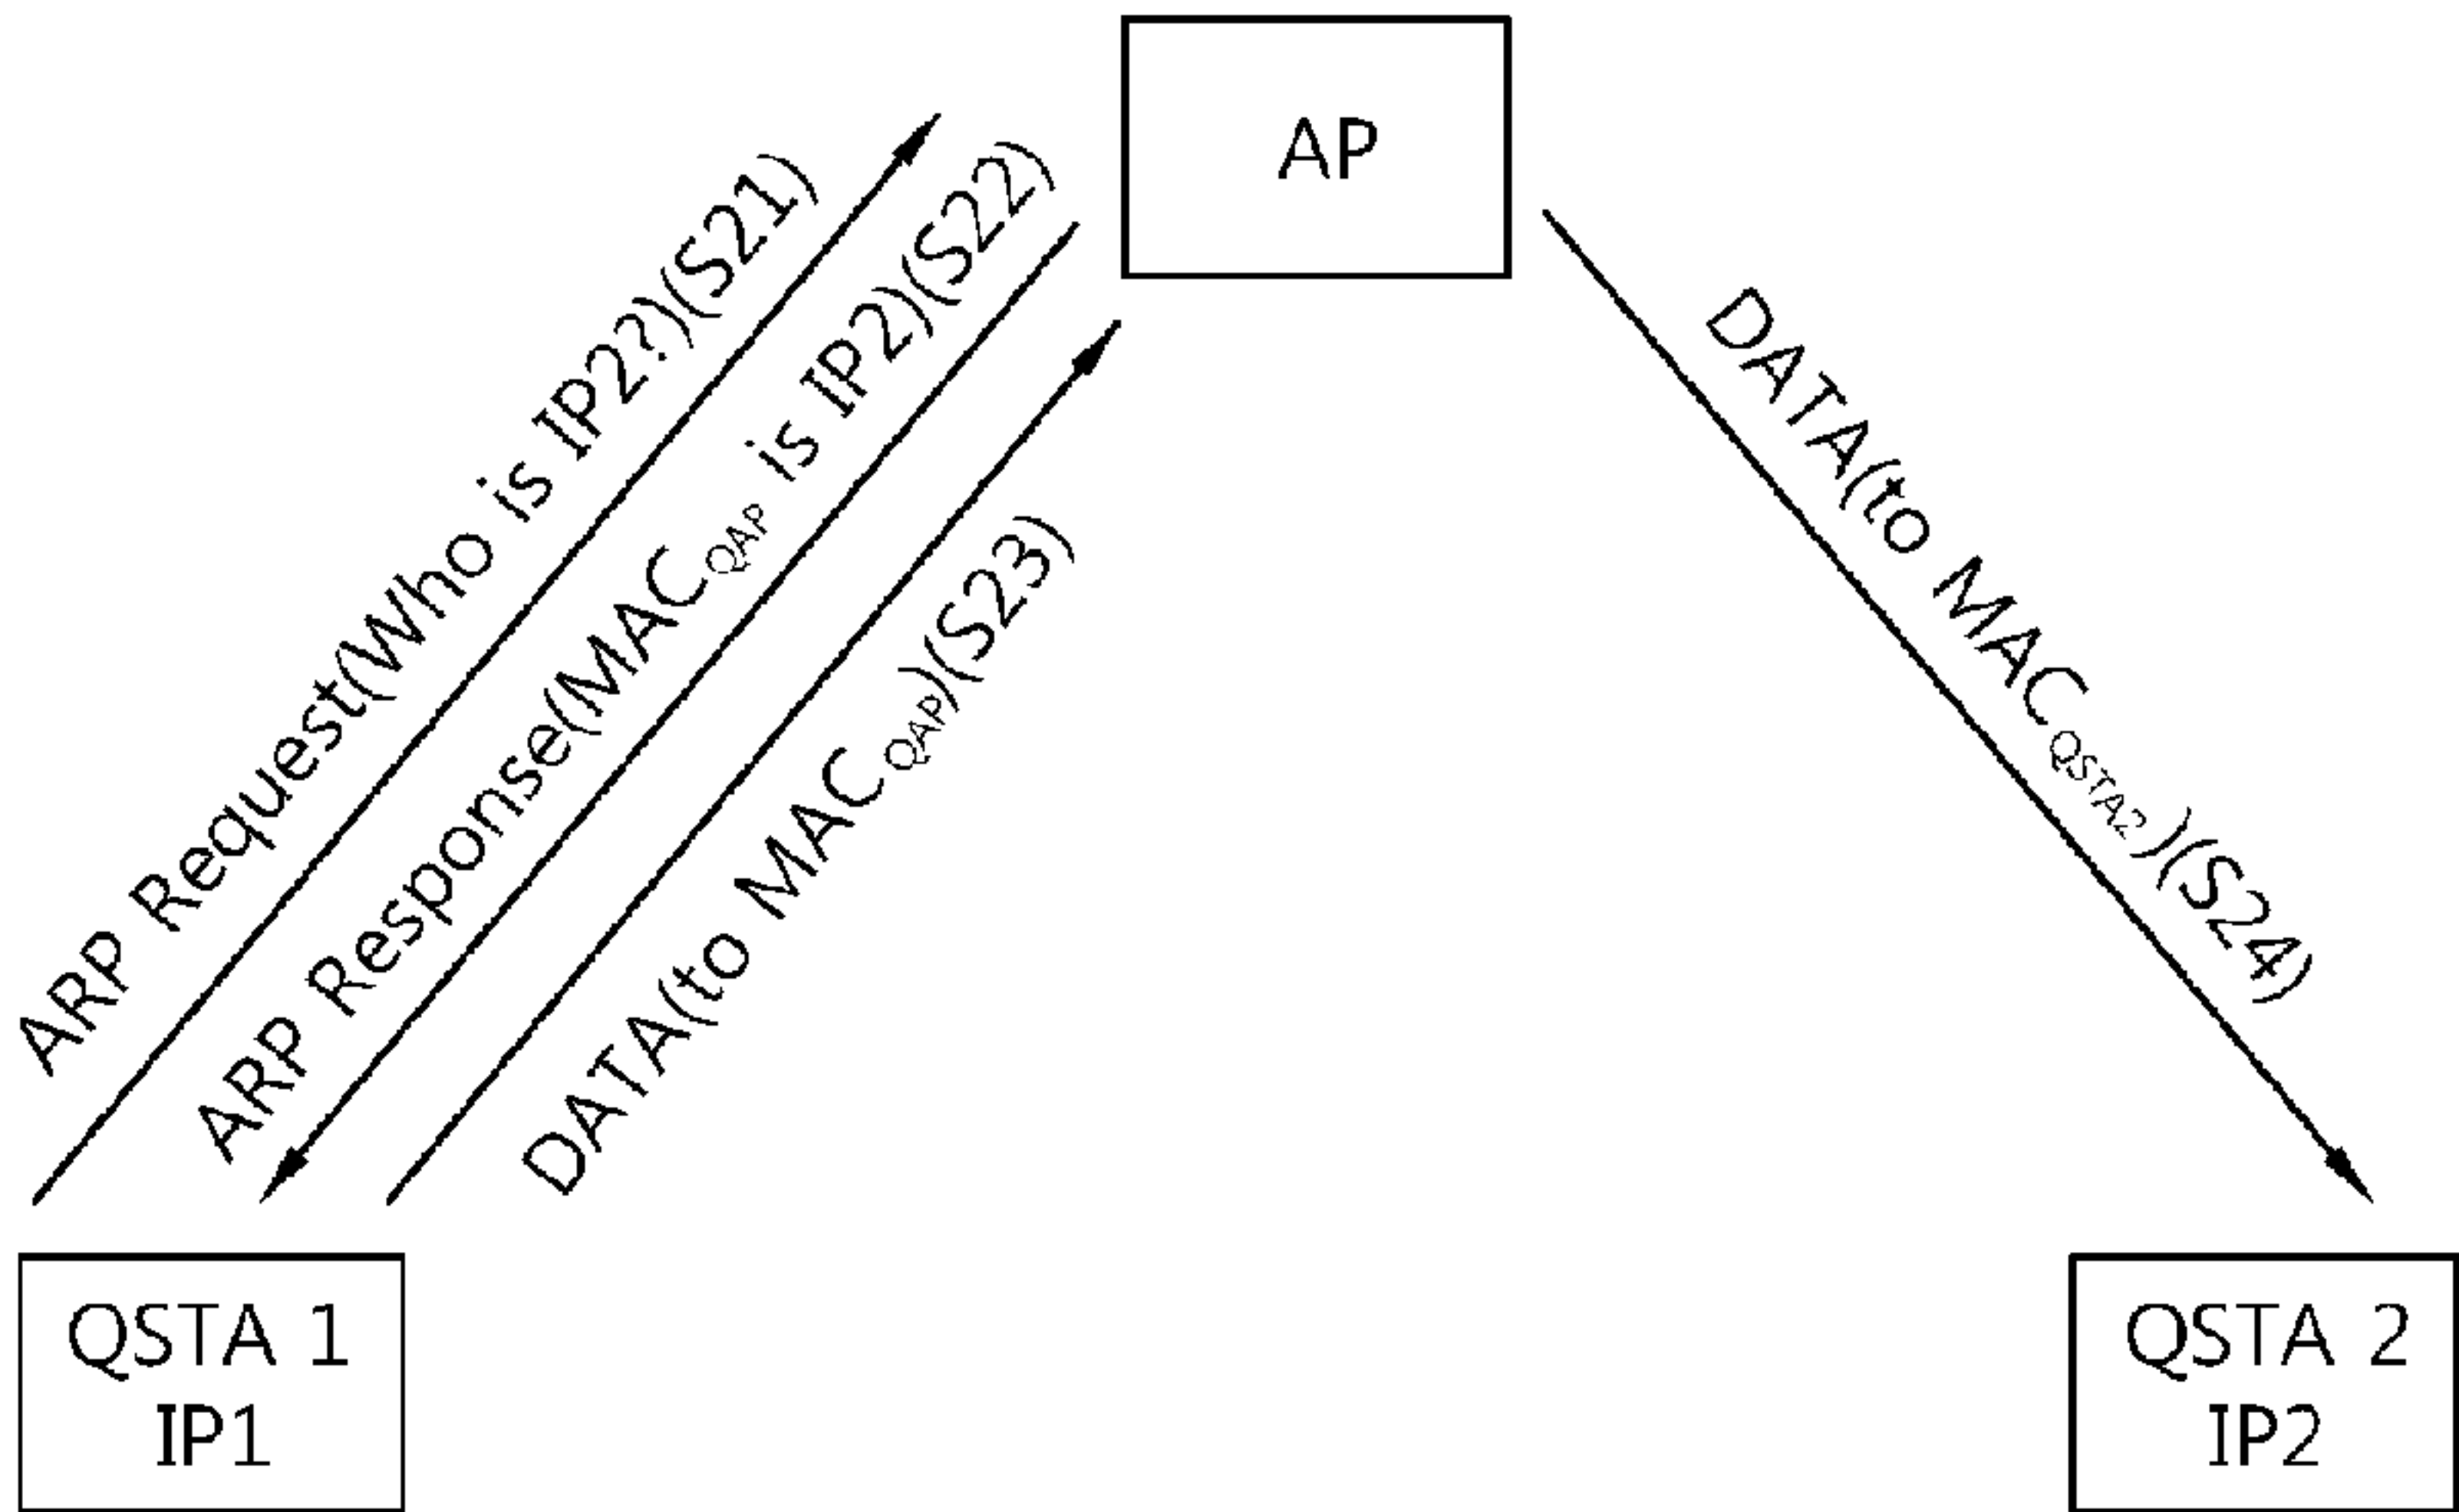 AP
ARP Request(Who is IP2?)(S21)
ARP Response(MACQAP is IP2)(S22)
DATA(to MACQAP)(S23)
DATA(to MACQSTA2)(S24)
QSTA 1
IP1
QSTA 2
IP2